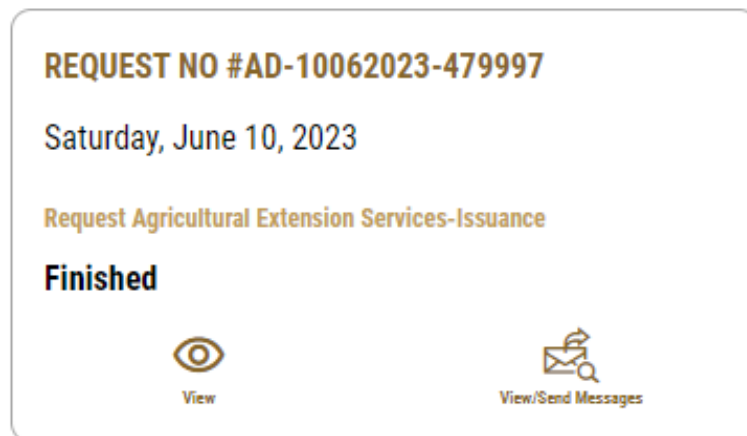 REQUEST NO #AD-10062023-479997
Saturday, June 10, 2023
Request Agricultural Extension Services-Issuance
Finished
View
View/Send Messages